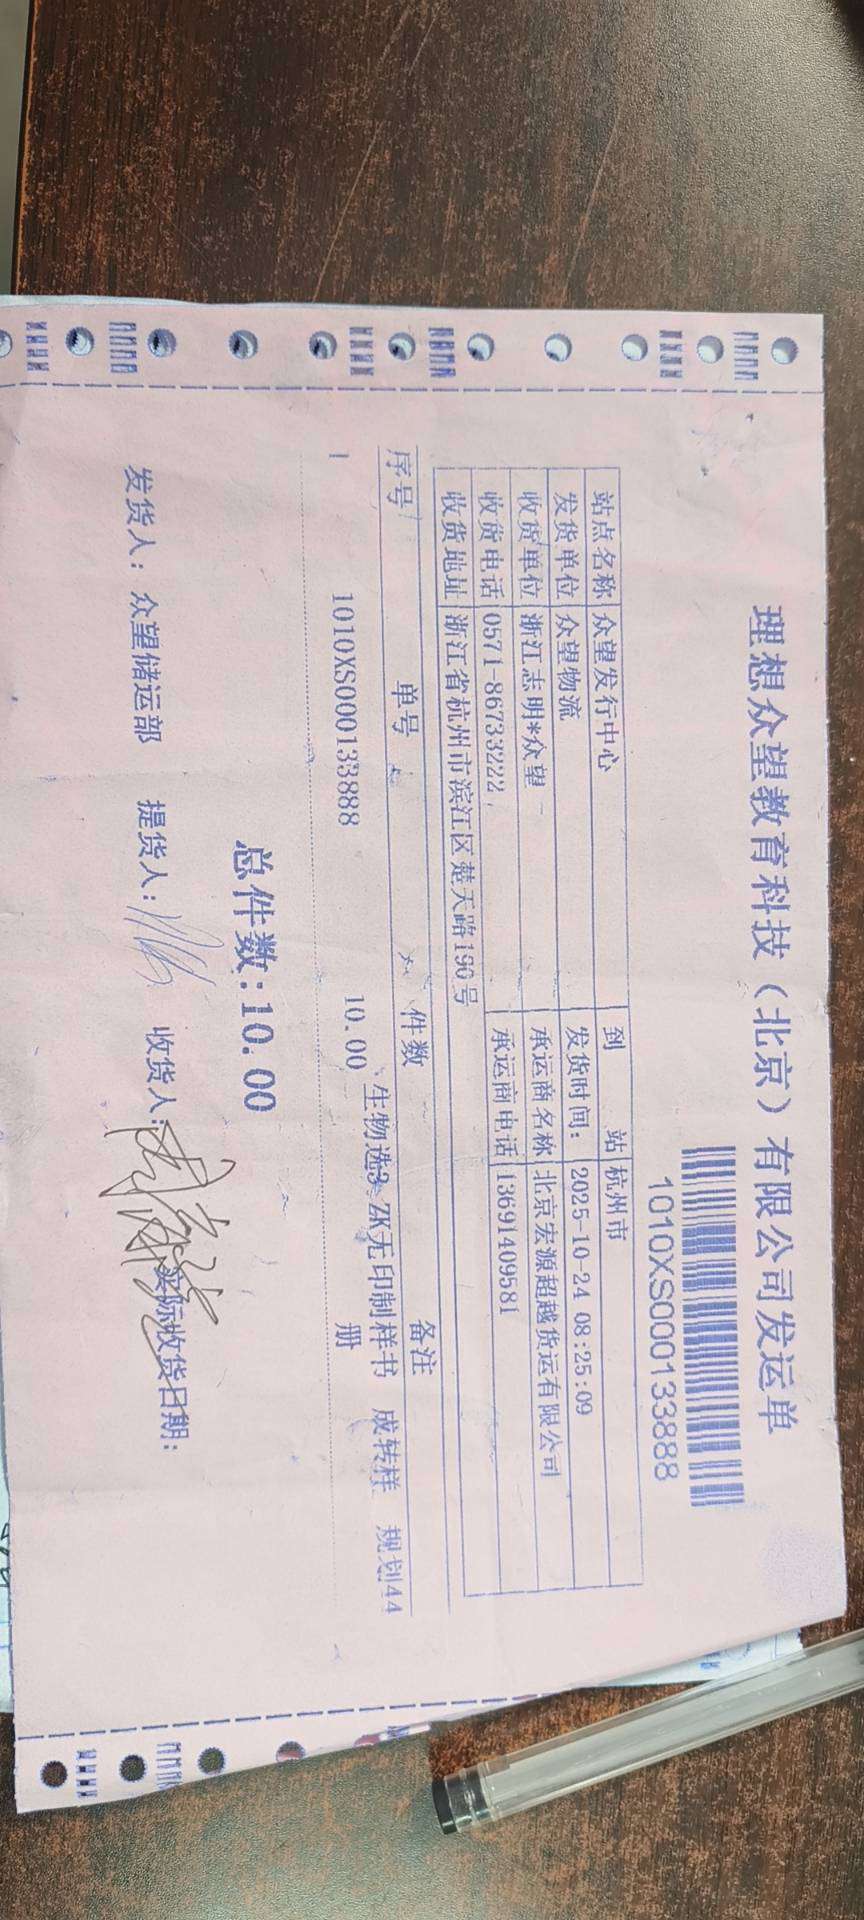 理想众望教育科技（北京）有限公司发运单
1010XS000133888
站点名称 众望发行中心 到 站 杭州市
发货单位 众望物流 发货时间: 2025-10-24 08:25:09
收货单位 浙江志明*众望 承运商名称 北京宏源超越货运有限公司
收货电话 0571-86733222 承运商电话 13691409581
收货地址 浙江省杭州市滨江区楚天路190号
序号 单号 件数 备注
1 1010XS000133888 10.00 生物选3 ZK无印制样书 成转样 规划44
册
总件数:10.00
发货人: 众望储运部 提货人: 收货人: 实际收货日期: